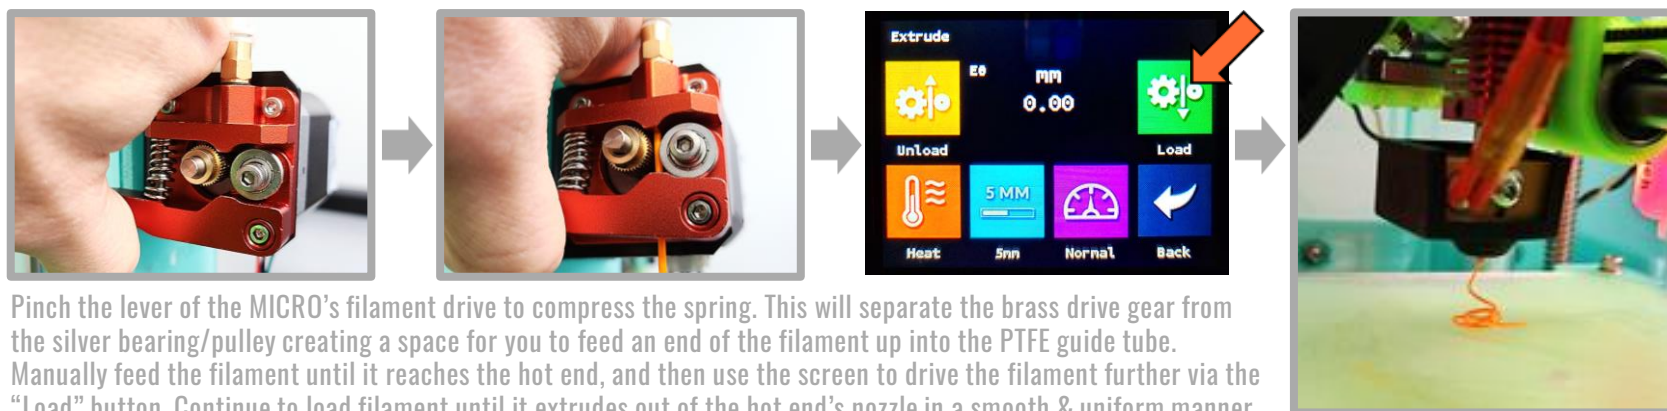 Extrude
E0
mm
0.00
Unload
Load
5 MM
Heat
5mm
Normal
Back
Pinch the lever of the MICRO’s filament drive to compress the spring. This will separate the brass drive gear from
the silver bearing/pulley creating a space for you to feed an end of the filament up into the PTFE guide tube.
Manually feed the filament until it reaches the hot end, and then use the screen to drive the filament further via the
“Load” button. Continue to load filament until it extrudes out of the hot end’s nozzle in a smooth & uniform manner.